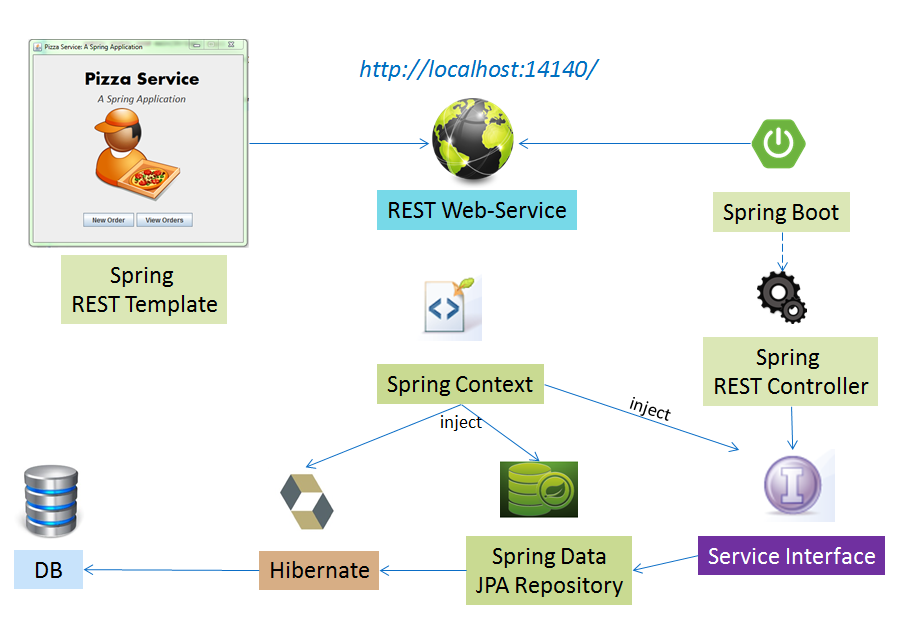 Pizza Service: A Spring Application
Pizza Service
A Spring Application
New Order
View Orders
Spring
REST Template
http://localhost:14140/
REST Web-Service
Spring Boot
Spring
REST Controller
Spring Context
inject
inject
I
Service Interface
Spring Data
JPA Repository
Hibernate
DB